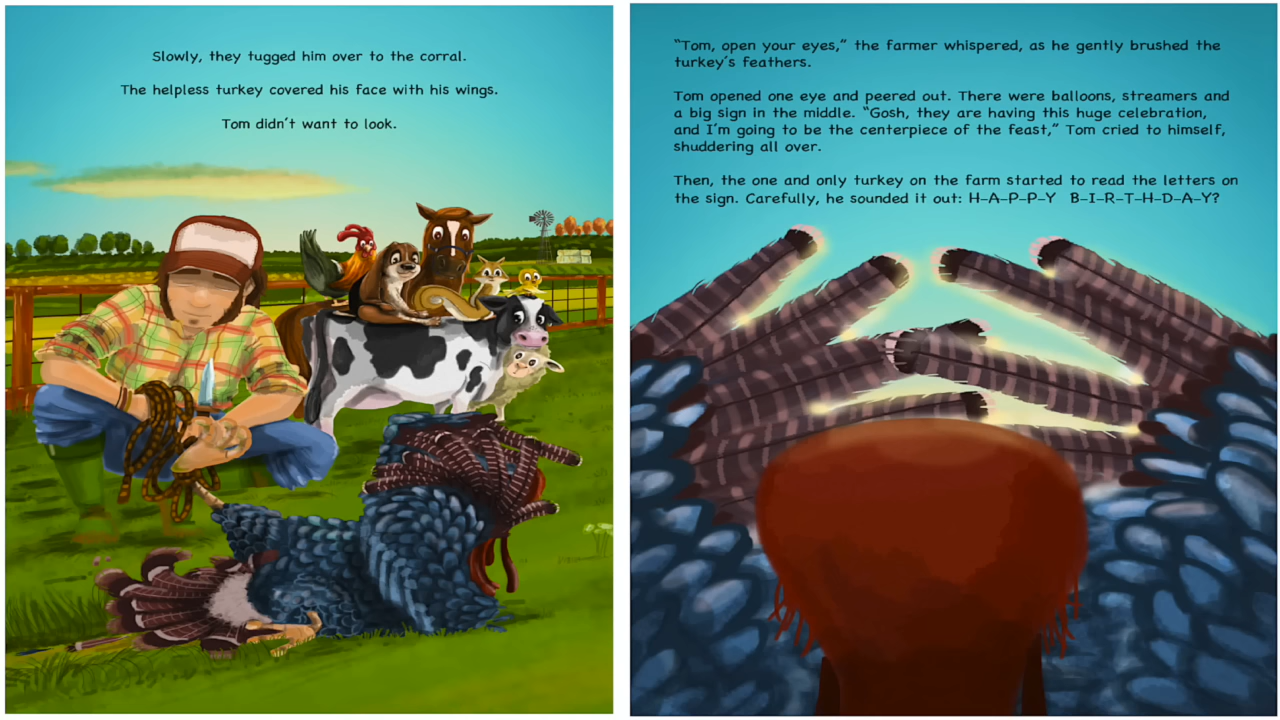 Slowly, they tugged him over to the corral.
The helpless turkey covered his face with his wings.
Tom didn't want to look.
"Tom, open your eyes," the farmer whispered, as he gently brushed the
turkey's feathers.
Tom opened one eye and peered out. There were balloons, streamers and
a big sign in the middle. "Gosh, they are having this huge celebration,
and I'm going to be the centerpiece of the feast," Tom cried to himself,
shuddering all over.
Then, the one and only turkey on the farm started to read the letters on
the sign. Carefully, he sounded it out: H-A-P-P-Y B-I-R-T-H-D-A-Y?